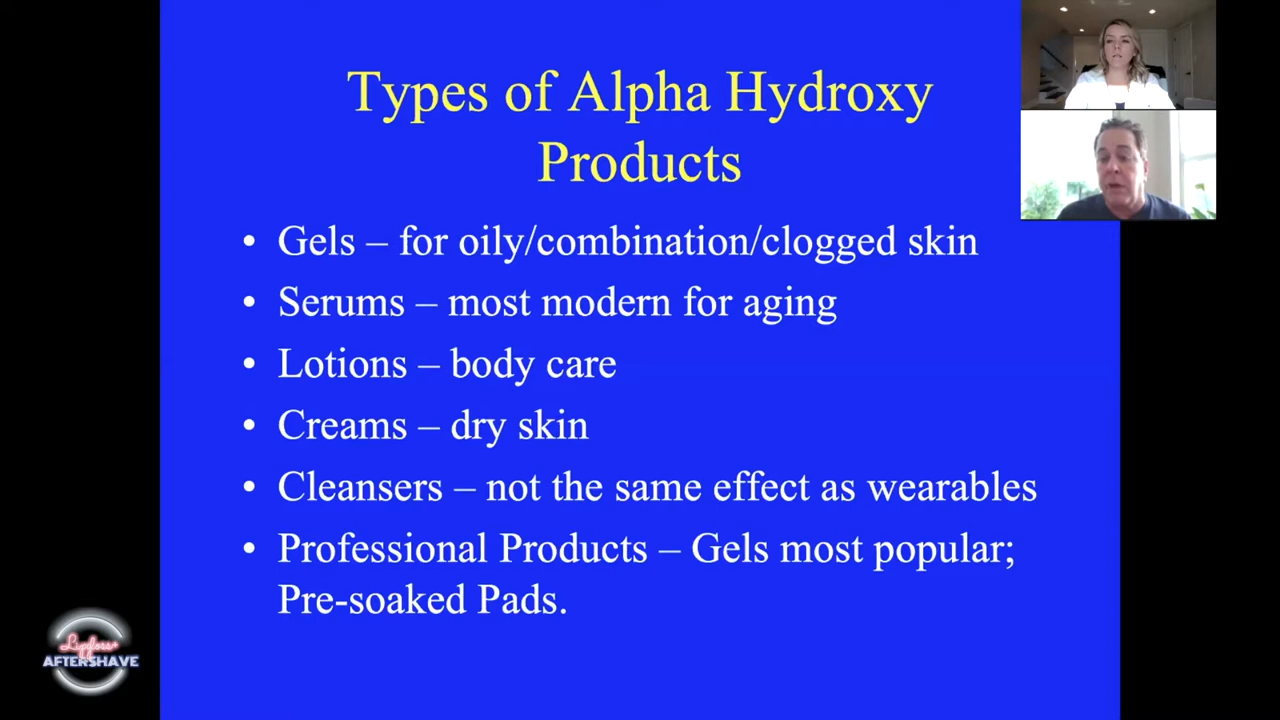 Types of Alpha Hydroxy
Products
• Gels – for oily/combination/clogged skin
• Serums – most modern for aging
• Lotions – body care
• Creams – dry skin
• Cleansers – not the same effect as wearables
• Professional Products – Gels most popular;
Pre-soaked Pads.
Lipgloss+
AFTERSHAVE